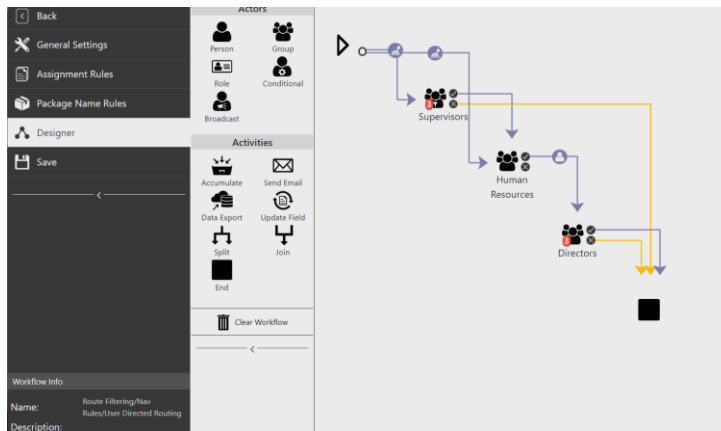 Back
General Settings
Assignment Rules
Package Name Rules
Designer
Save
Workflow Info
Name:
Route Filtering/Nav
Rules/User Directed Routing
Description:
Actors
Person
Group
Role
Conditional
Broadcast
Activities
Accumulate
Send Email
Data Export
Update Field
Split
Join
End
Clear Workflow
3
Supervisors
Human
Resources
3
Directors